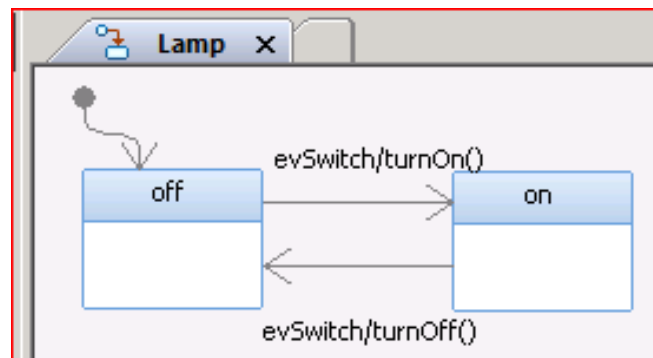 Lamp
evSwitch/turnOn()
off
on
evSwitch/turnOff()